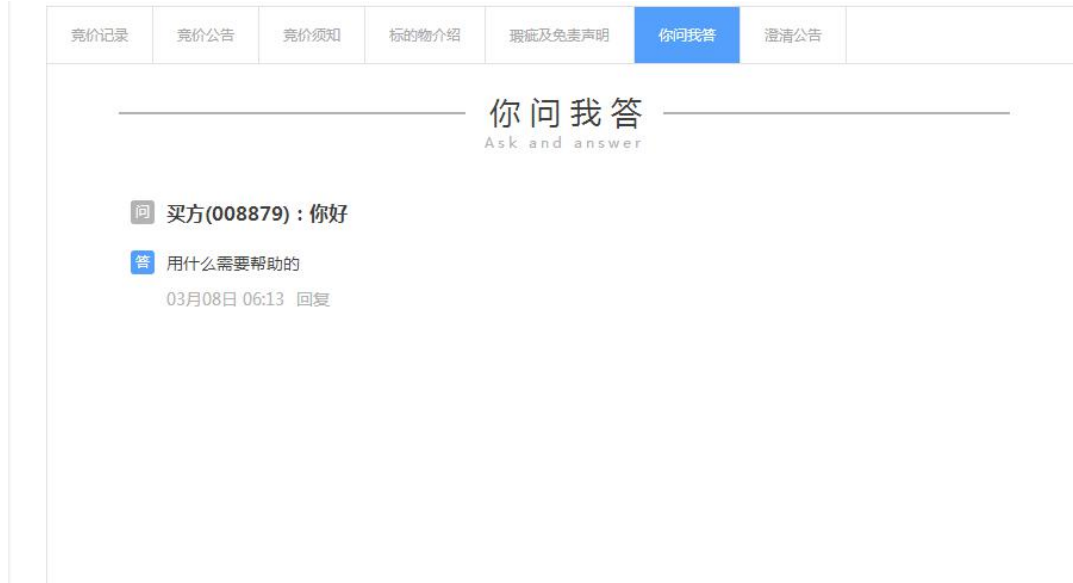 竞价记录 竞价公告 竞价须知 标的物介绍 瑕疵及免责声明 你问我答 澄清公告
你问我答
Ask and answer
问 买方(008879)：你好
答 用什么需要帮助的
03月08日 06:13 回复